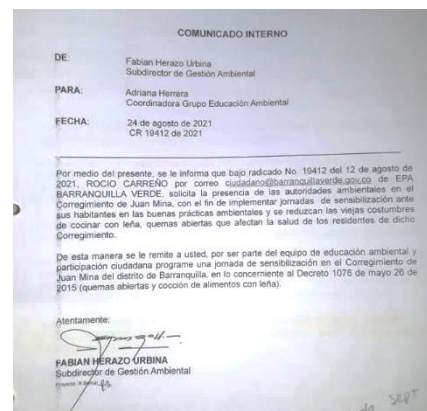 COMUNICADO INTERNO
DE:
Fabian Herazo Urbina
Subdirector de Gestión Ambiental
PARA:
Adriana Herrera
Coordinadora Grupo Educación Ambiental
FECHA:
24 de agosto de 2021
CR 19412 de 2021
Por medio del presente, se le informa que bajo radicado No. 19412 del 12 de agosto de
2021, ROCIO CARREÑO por correo ciudadano@barranquillaverde.gov.co de EPA
BARRANQUILLA VERDE, solicita la presencia de las autoridades ambientales en el
Corregimiento de Juan Mina, con el fin de implementar jornadas de sensibilización ante
sus habitantes en las buenas prácticas ambientales y se reduzcan las viejas costumbres
de cocinar con leña, quemas abiertas que afectan la salud de los residentes de dicho
Corregimiento.
De esta manera se le remite a usted, por ser parte del equipo de educación ambiental y
participación ciudadana programe una jornada de sensibilización en el Corregimiento de
Juan Mina del distrito de Barranquilla, en lo concerniente al Decreto 1076 de mayo 26 de
2015 (quemas abiertas y cocción de alimentos con leña).
Atentamente:
FABIAN HERAZO URBINA
Subdirector de Gestión Ambiental
Sept